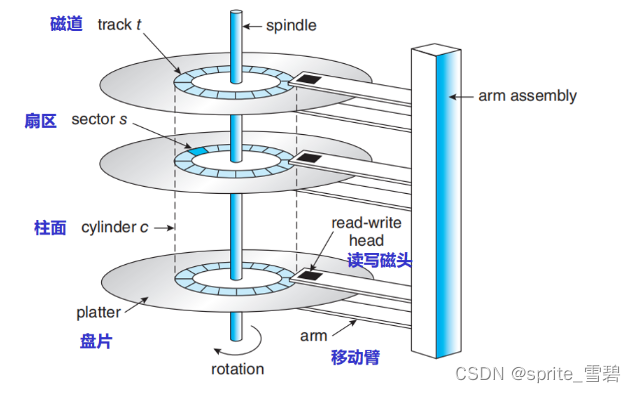 磁道 track t
spindle
arm assembly
扇区 sector s
柱面 cylinder c
read-write
head
读写磁头
platter
盘片
arm
移动臂
rotation
CSDN @sprite_雪碧